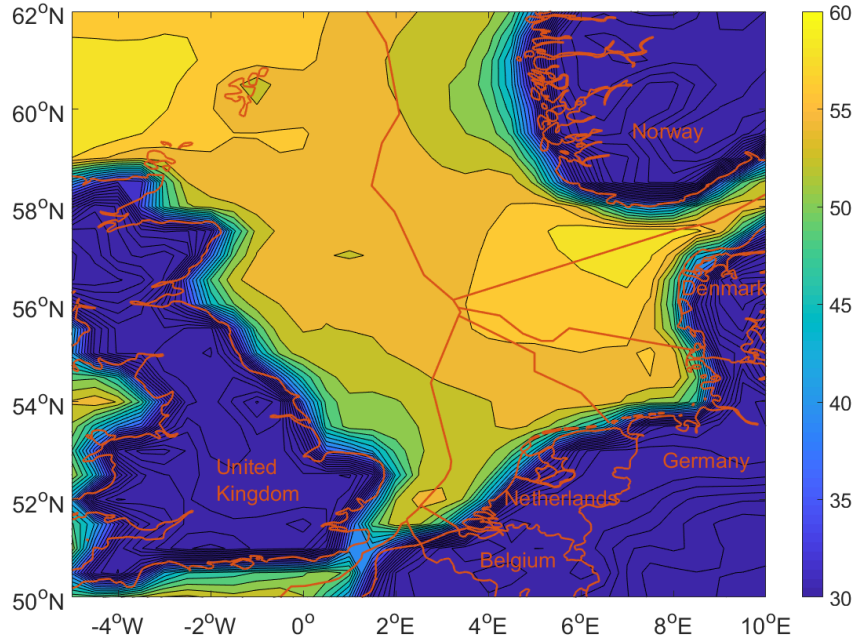 62°N
60°N
58°N
56°N
54°N
52°N
50°N
-4°W
-2°W
0°
2°E
4°E
6°E
8°E
10°E
Norway
Denmark
Germany
United
Kingdom
Netherlands
Belgium
60
55
50
45
40
35
30